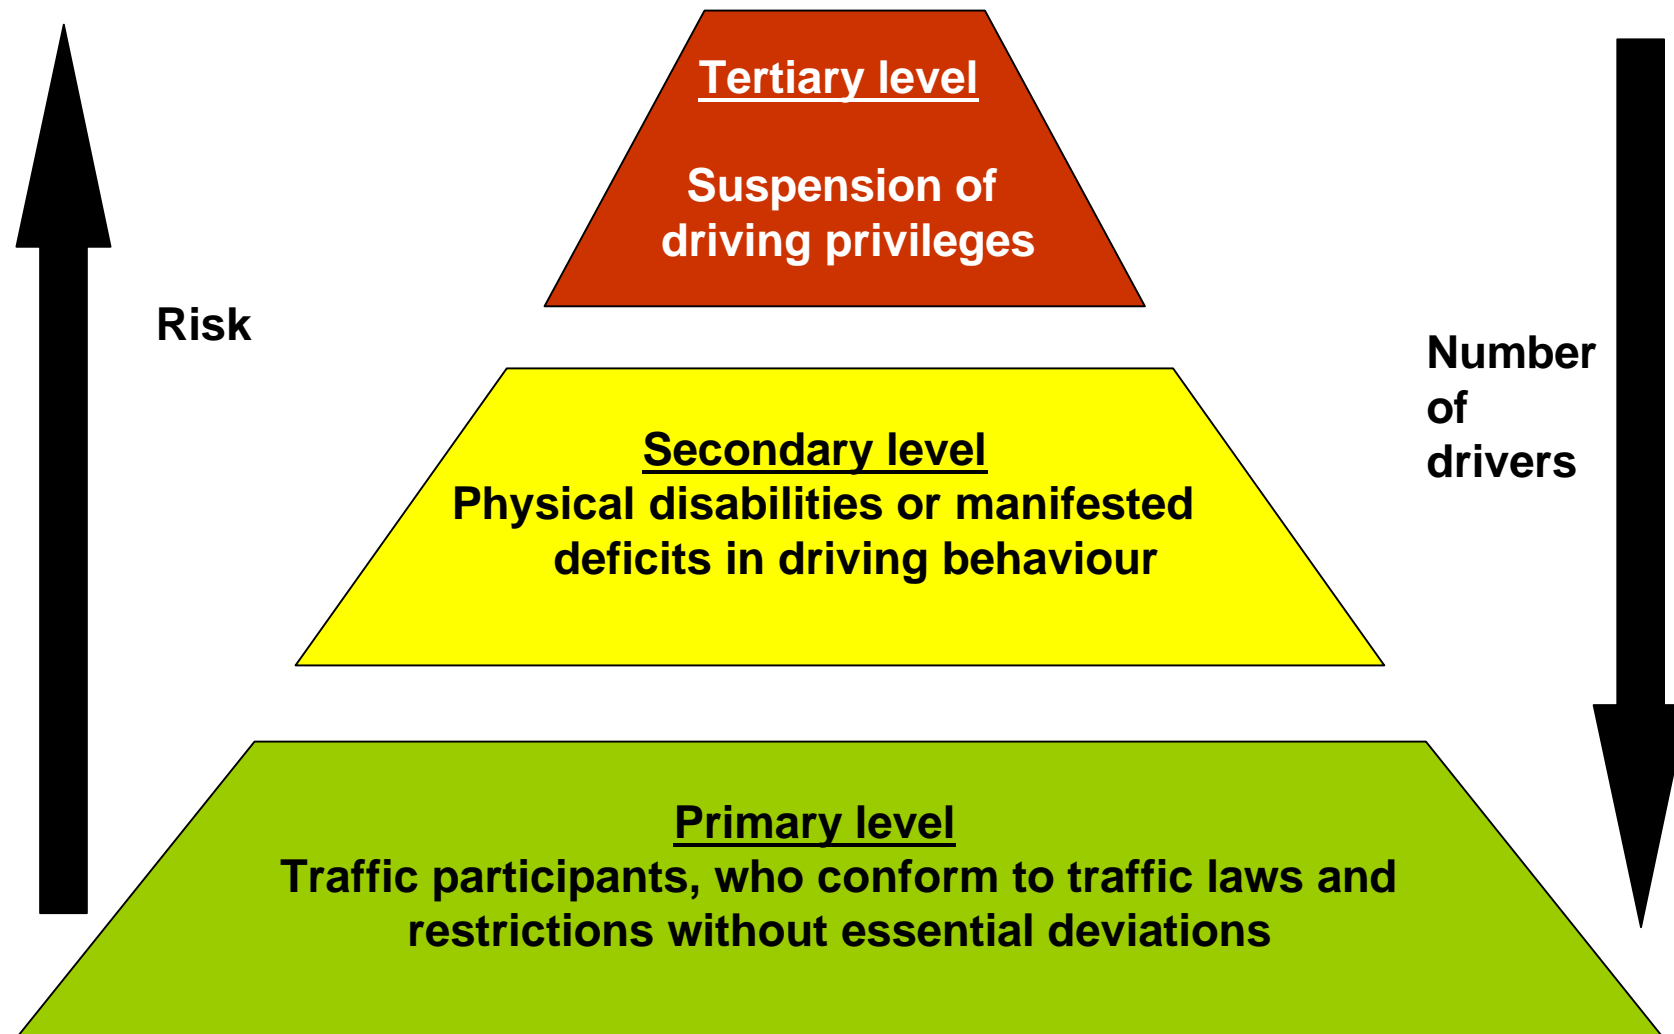 Tertiary level
Suspension of
driving privileges
Risk
Number
of
drivers
Secondary level
Physical disabilities or manifested
deficits in driving behaviour
Primary level
Traffic participants, who conform to traffic laws and
restrictions without essential deviations